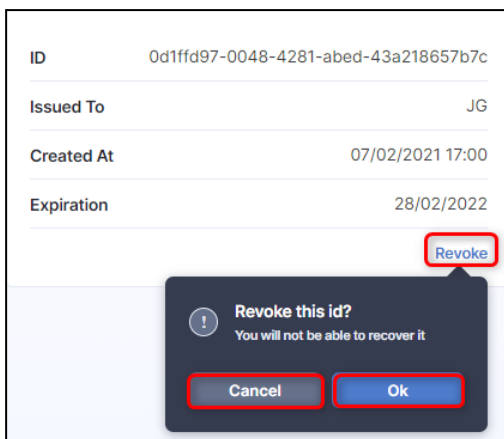 ID 0d1ffd97-0048-4281-abed-43a218657b7c
Issued To JG
Created At 07/02/2021 17:00
Expiration 28/02/2022
Revoke
Revoke this id?
You will not be able to recover it
Cancel Ok